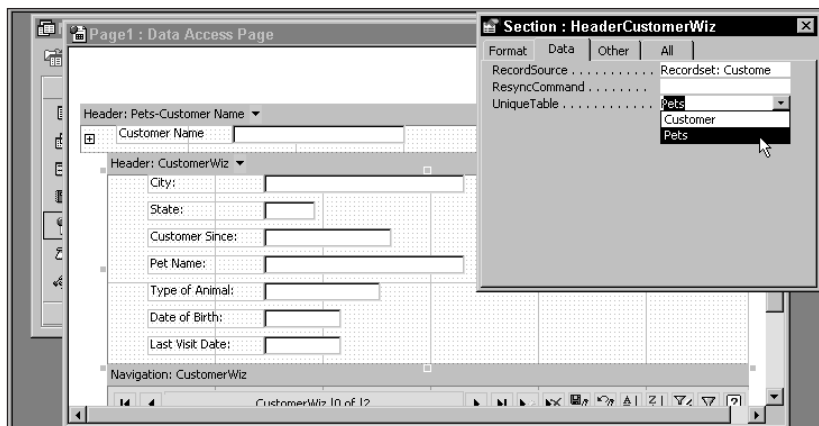 Page1 : Data Access Page
Header: Pets-Customer Name
Customer Name
Header: CustomerWiz
City:
State:
Customer Since:
Pet Name:
Type of Animal:
Date of Birth:
Last Visit Date:
Navigation: CustomerWiz
CustomerWiz |0 of |2
Section : HeaderCustomerWiz
Format Data Other All
RecordSource . . . . . . . . . . . Recordset: Custome
ResyncCommand . . . . . . . .
UniqueTable . . . . . . . . . . . . Pets
Customer
Pets